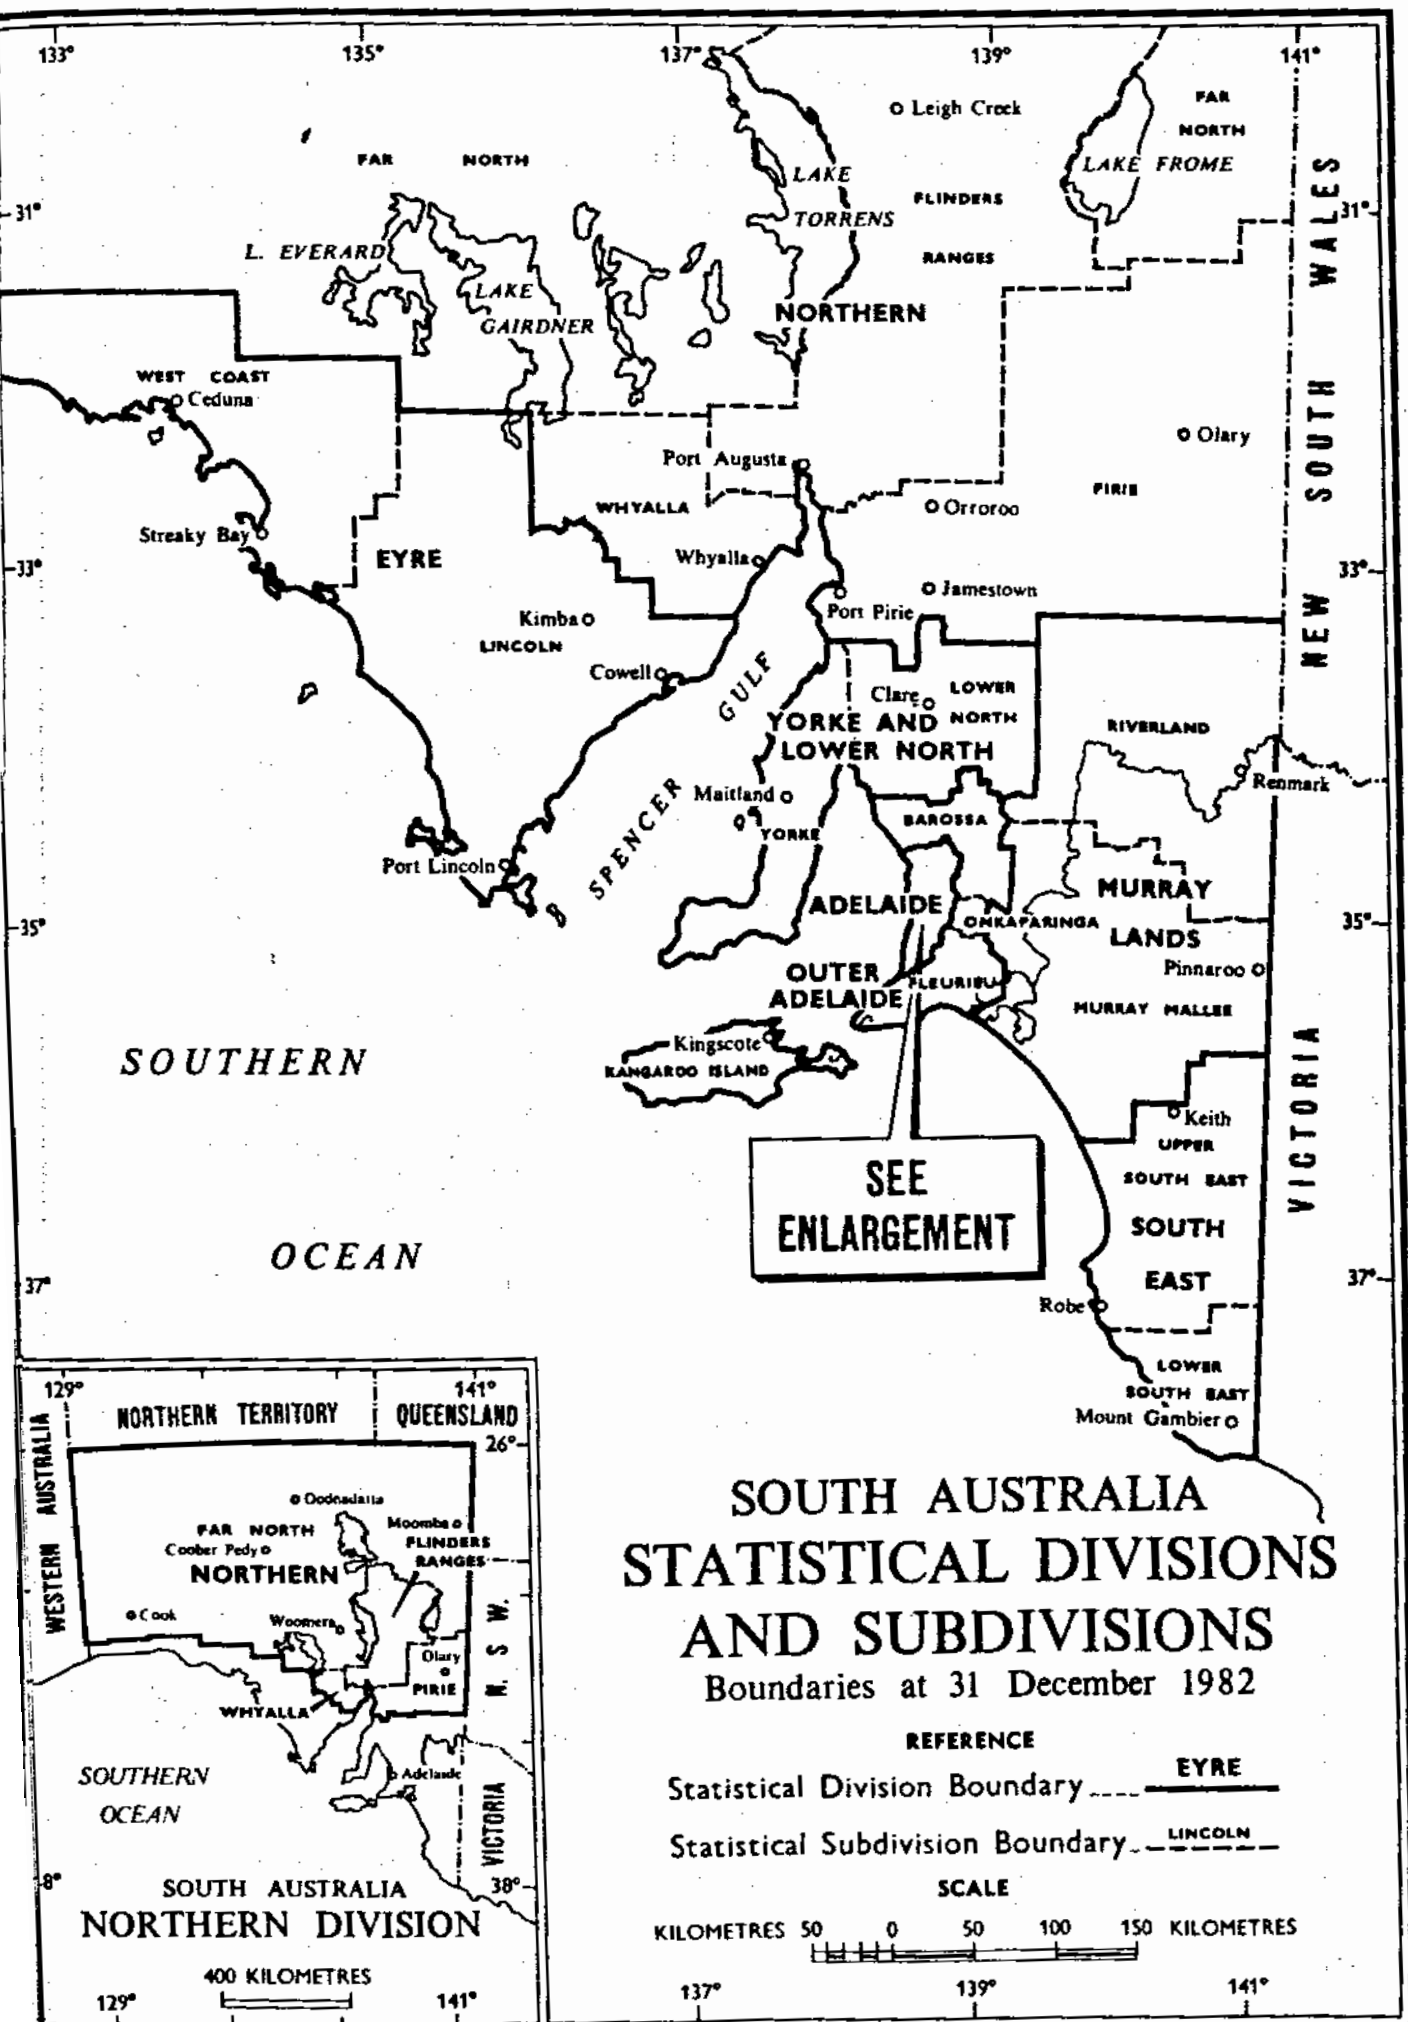 133° 135° 137° 139° 141°
Leigh Creek
FAR
NORTH
FAR NORTH
LAKE
TORRENS
LAKE FROME
31° 31°
FLINDERS
RANGES
L. EVERARD
LAKE
GAIRDNER
NORTHERN
NEW SOUTH WALES
WEST COAST
Ceduna
Olary
Port Augusta
WHYALLA
PIRIE
Orroroo
Streaky Bay
EYRE
Whyalla
33° 33°
Jamestown
Kimba
Port Pirie
LINCOLN
Cowell
SPENCER GULF
Clare
LOWER
NORTH
YORKE AND
LOWER NORTH
RIVERLAND
Renmark
Maitland
YORKE
BAROSSA
Port Lincoln
MURRAY
LANDS
ADELAIDE
ONKAPARINGA
35° 35°
Pinnaroo
OUTER
ADELAIDE
FLEURIEU
MURRAY MALLEE
Kingscote
KANGAROO ISLAND
SOUTHERN
OCEAN
VICTORIA
Keith
UPPER
SOUTH EAST
SEE
ENLARGEMENT
SOUTH
EAST
37° 37°
Robe
LOWER
SOUTH EAST
Mount Gambier
129° 141°
NORTHERN TERRITORY QUEENSLAND
26°
WESTERN AUSTRALIA
Oodnadatta
FAR NORTH
Moomba
Coober Pedy
FLINDERS
RANGES
NORTHERN
Cook
Woomera
N. S. W.
Olary
PIRIE
WHYALLA
Adelaide
SOUTHERN
OCEAN
VICTORIA
8° 38°
SOUTH AUSTRALIA
NORTHERN DIVISION
400 KILOMETRES
129° 141°
SOUTH AUSTRALIA
STATISTICAL DIVISIONS
AND SUBDIVISIONS
Boundaries at 31 December 1982
REFERENCE
Statistical Division Boundary EYRE
Statistical Subdivision Boundary LINCOLN
SCALE
KILOMETRES 50 0 50 100 150 KILOMETRES
137° 139° 141°